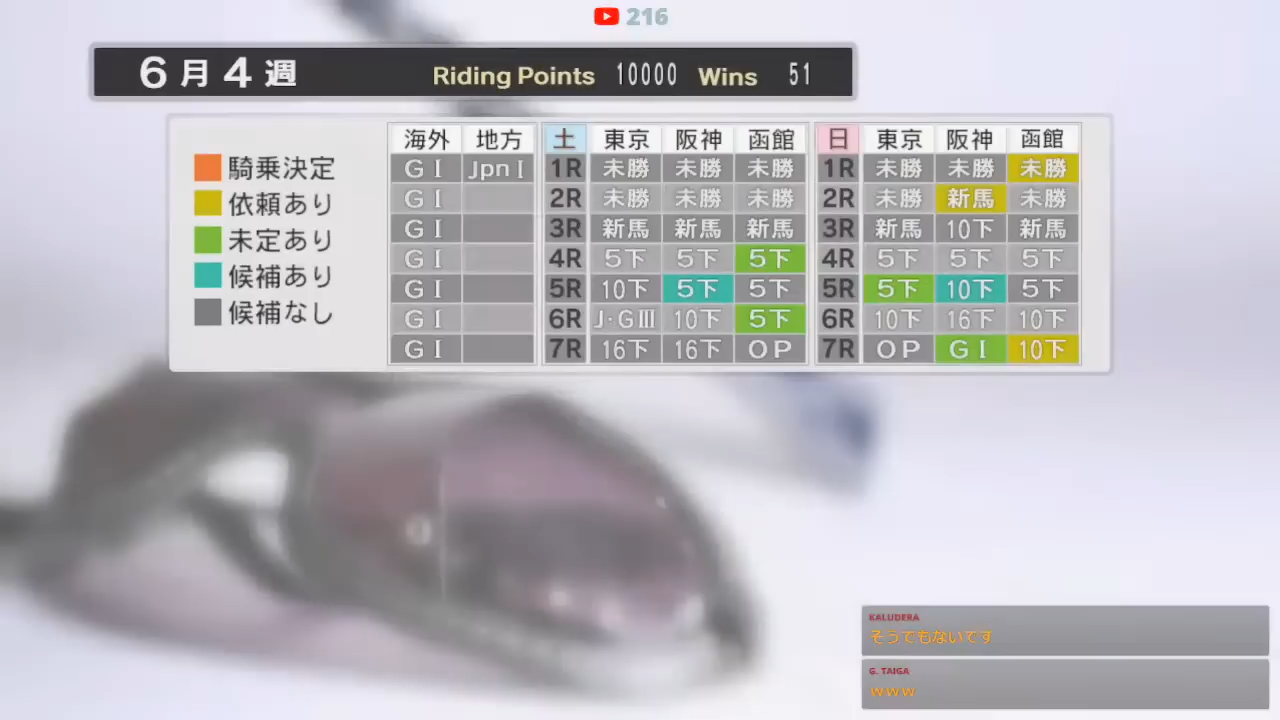 216
6月4週 Riding Points 10000 Wins 51
騎乗決定
依頼あり
未定あり
候補あり
候補なし
海外 地方 土 東京 阪神 函館 日 東京 阪神 函館
GⅠ JpnⅠ 1R 未勝 未勝 未勝 1R 未勝 未勝 未勝
GⅠ 2R 未勝 未勝 未勝 2R 未勝 新馬 未勝
GⅠ 3R 新馬 新馬 新馬 3R 新馬 10下 新馬
GⅠ 4R 5下 5下 5下 4R 5下 5下 5下
GⅠ 5R 10下 5下 5下 5R 5下 10下 5下
GⅠ 6R J·GⅢ 10下 5下 6R 10下 16下 10下
GⅠ 7R 16下 16下 OP 7R OP GⅠ 10下
KALUDERA
そうでもないです
G. TAIGA
www